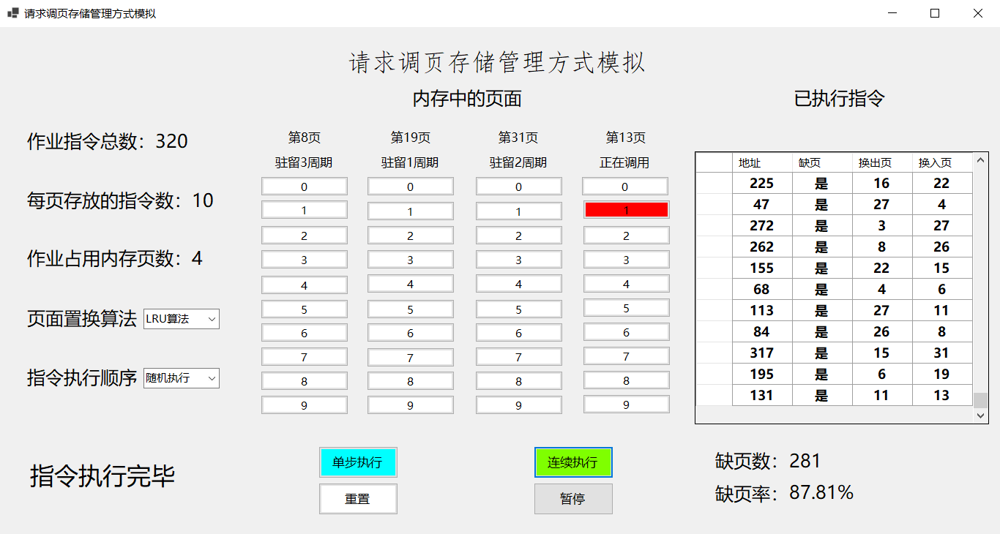 请求调页存储管理方式模拟
请求调页存储管理方式模拟
内存中的页面
已执行指令
作业指令总数：320
每页存放的指令数：10
作业占用内存页数：4
页面置换算法 LRU算法
指令执行顺序 随机执行
第8页 第19页 第31页 第13页
驻留3周期 驻留1周期 驻留2周期 正在调用
0 0 0 0
1 1 1 1
2 2 2 2
3 3 3 3
4 4 4 4
5 5 5 5
6 6 6 6
7 7 7 7
8 8 8 8
9 9 9 9
地址 缺页 换出页 换入页
225 是 16 22
47 是 27 4
272 是 3 27
262 是 8 26
155 是 22 15
68 是 4 6
113 是 27 11
84 是 26 8
317 是 15 31
195 是 6 19
131 是 11 13
指令执行完毕
单步执行 连续执行
重置 暂停
缺页数：281
缺页率：87.81%